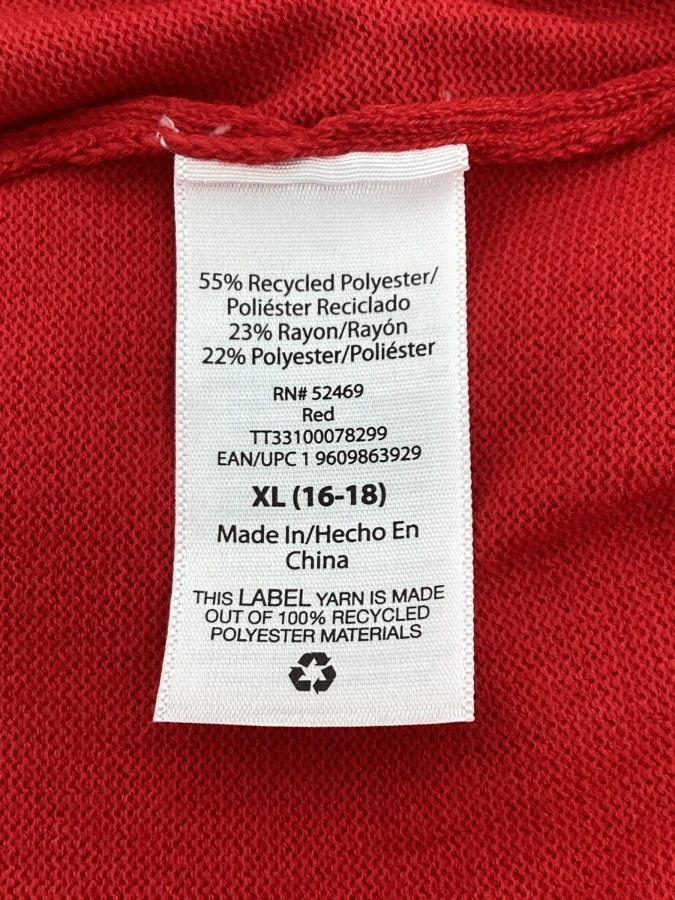 55% Recycled Polyester/
Poliéster Reciclado
23% Rayon/Rayón
22% Polyester/Poliéster
RN# 52469
Red
TT33100078299
EAN/UPC 1 9609863929
XL (16-18)
Made In/Hecho En
China
THIS LABEL YARN IS MADE
OUT OF 100% RECYCLED
POLYESTER MATERIALS